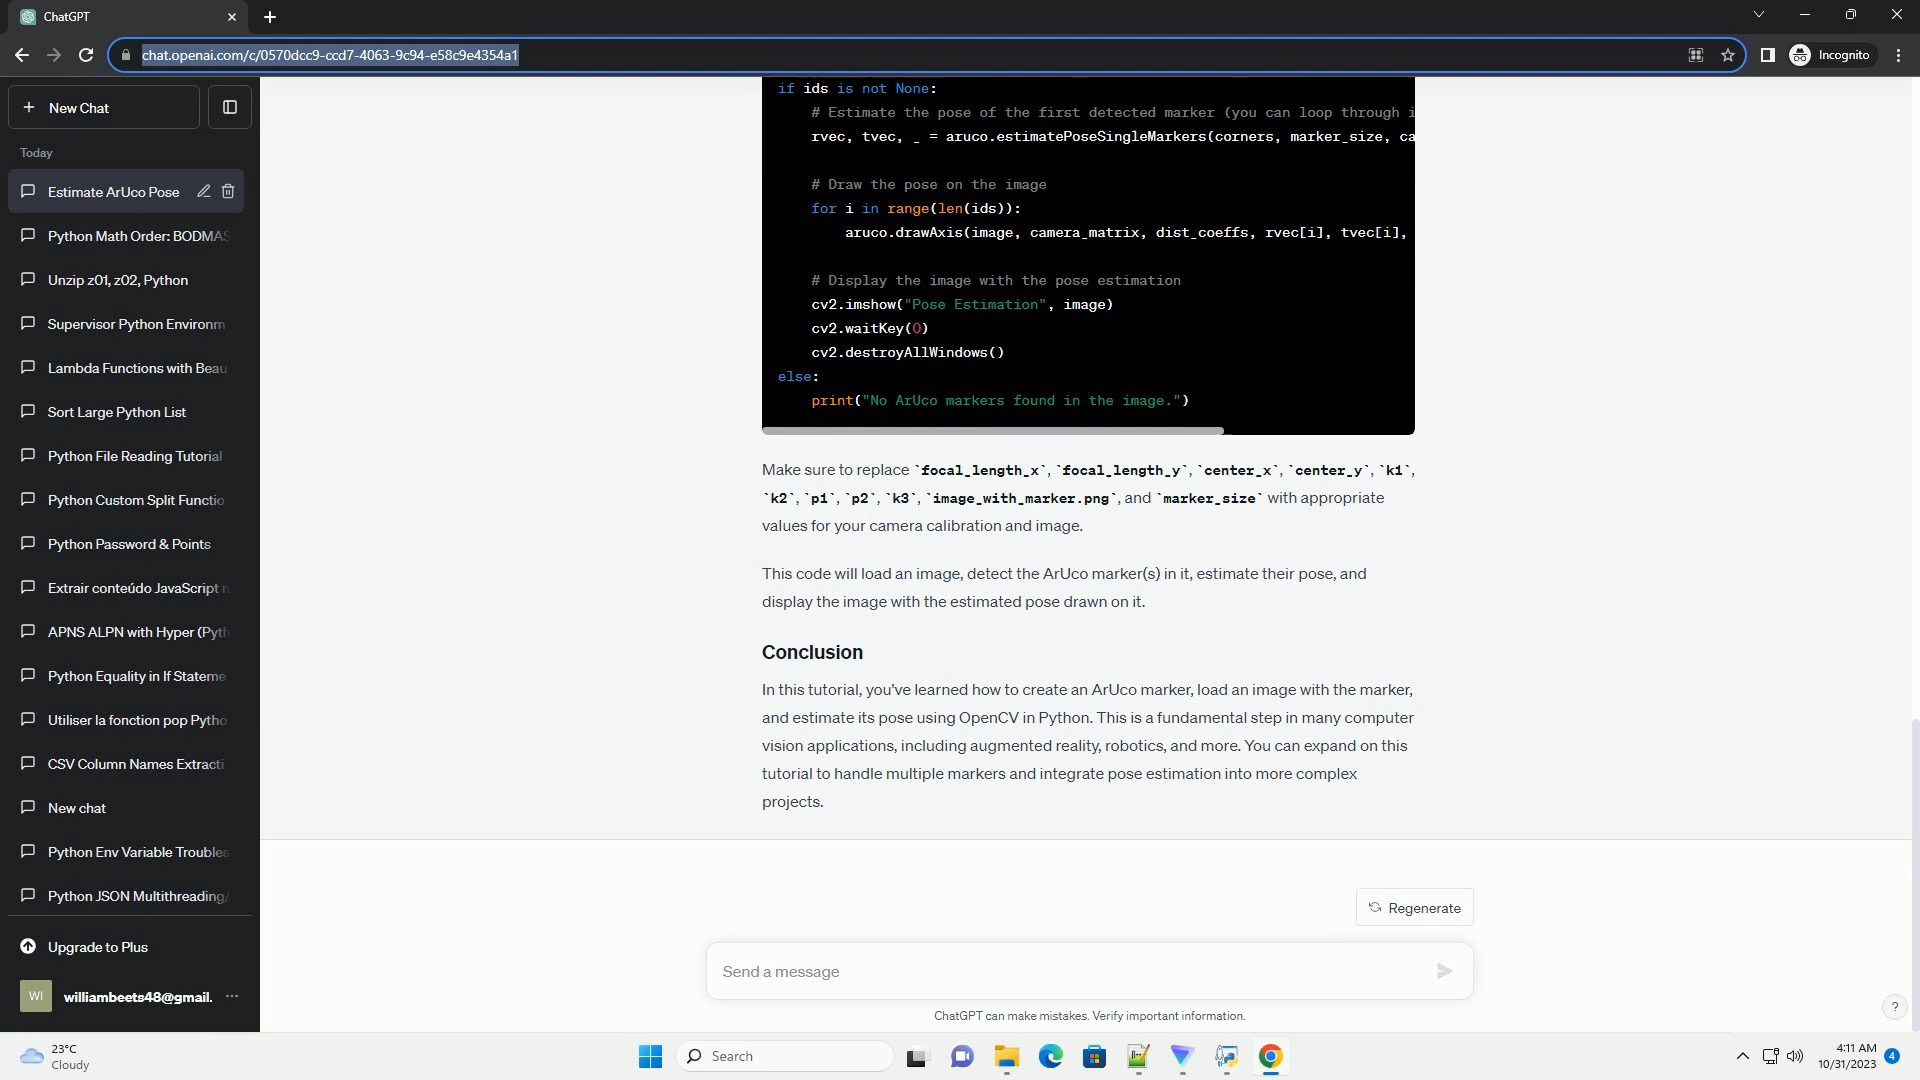 ChatGPT
chat.openai.com/c/0570dcc9-ccd7-4063-9c94-e58c9e4354a1
Incognito
New Chat
Today
Estimate ArUco Pose
Python Math Order: BODMAS
Unzip z01, z02, Python
Supervisor Python Environm
Lambda Functions with Beau
Sort Large Python List
Python File Reading Tutorial
Python Custom Split Functio
Python Password & Points
Extrair conteúdo JavaScript n
APNS ALPN with Hyper (Pyth
Python Equality in If Stateme
Utiliser la fonction pop Pytho
CSV Column Names Extracti
New chat
Python Env Variable Troubles
Python JSON Multithreading/
Upgrade to Plus
WI
williambeets48@gmail.
if ids is not None:
# Estimate the pose of the first detected marker (you can loop through i
rvec, tvec, _ = aruco.estimatePoseSingleMarkers(corners, marker_size, ca
# Draw the pose on the image
for i in range(len(ids)):
aruco.drawAxis(image, camera_matrix, dist_coeffs, rvec[i], tvec[i],
# Display the image with the pose estimation
cv2.imshow("Pose Estimation", image)
cv2.waitKey(0)
cv2.destroyAllWindows()
else:
print("No ArUco markers found in the image.")
Make sure to replace `focal_length_x`, `focal_length_y`, `center_x`, `center_y`, `k1`,
`k2`, `p1`, `p2`, `k3`, `image_with_marker.png`, and `marker_size` with appropriate
values for your camera calibration and image.
This code will load an image, detect the ArUco marker(s) in it, estimate their pose, and
display the image with the estimated pose drawn on it.
Conclusion
In this tutorial, you've learned how to create an ArUco marker, load an image with the marker,
and estimate its pose using OpenCV in Python. This is a fundamental step in many computer
vision applications, including augmented reality, robotics, and more. You can expand on this
tutorial to handle multiple markers and integrate pose estimation into more complex
projects.
Regenerate
Send a message
ChatGPT can make mistakes. Verify important information.
?
23°C
Cloudy
Search
4:11 AM
10/31/2023
4